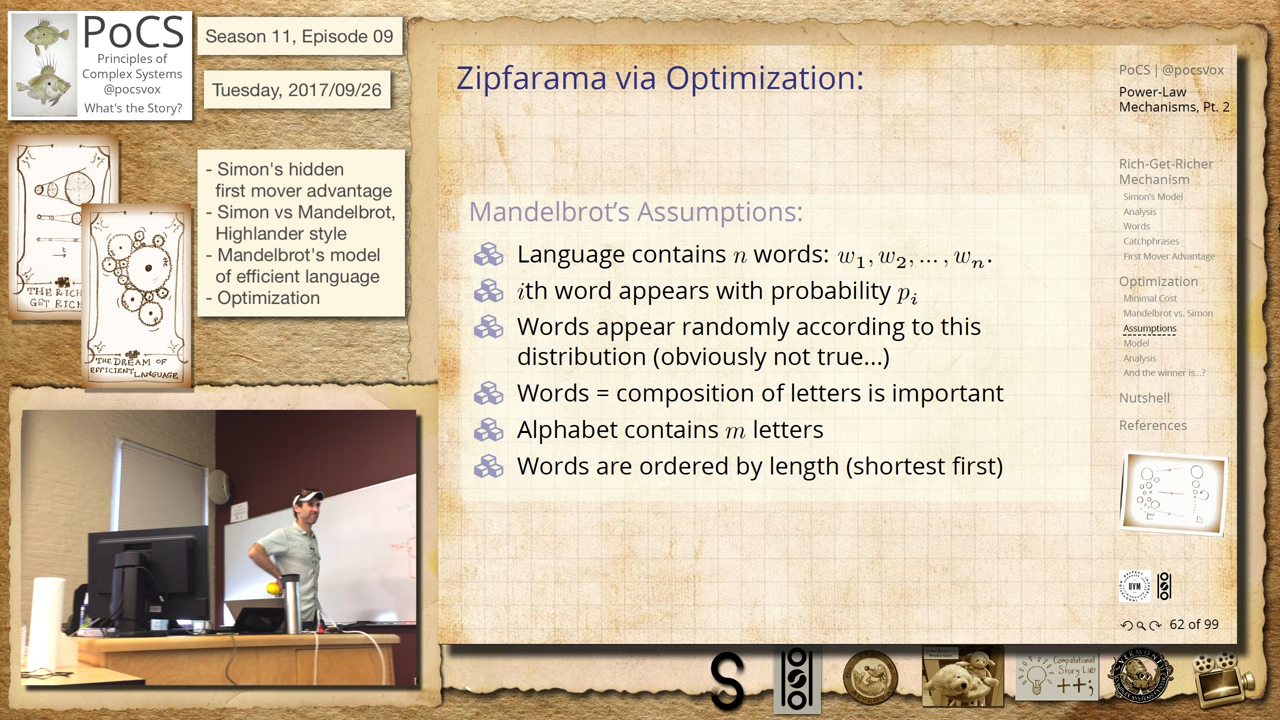 PoCS
Principles of
Complex Systems
@pocsvox
What's the Story?
Season 11, Episode 09
Tuesday, 2017/09/26
- Simon's hidden
first mover advantage
- Simon vs Mandelbrot,
Highlander style
- Mandelbrot's model
of efficient language
- Optimization
THE RICH
GET RICH
THE DREAM OF
EFFICIENT LANGUAGE
Zipfarama via Optimization:
Mandelbrot's Assumptions:
Language contains n words: w₁, w₂, ..., wₙ.
ith word appears with probability pᵢ
Words appear randomly according to this
distribution (obviously not true...)
Words = composition of letters is important
Alphabet contains m letters
Words are ordered by length (shortest first)
PoCS | @pocsvox
Power-Law
Mechanisms, Pt. 2
Rich-Get-Richer
Mechanism
Simon's Model
Analysis
Words
Catchphrases
First Mover Advantage
Optimization
Minimal Cost
Mandelbrot vs. Simon
Assumptions
Model
Analysis
And the winner is...?
Nutshell
References
UVM
62 of 99
S
Computational
Story Lab
++;
VERMONT